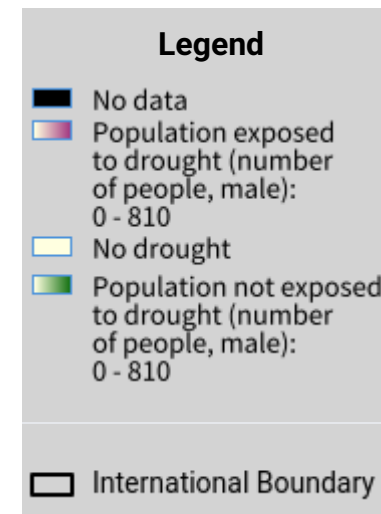 Legend
No data
Population exposed
to drought (number
of people, male):
0 - 810
No drought
Population not exposed
to drought (number
of people, male):
0 - 810
International Boundary